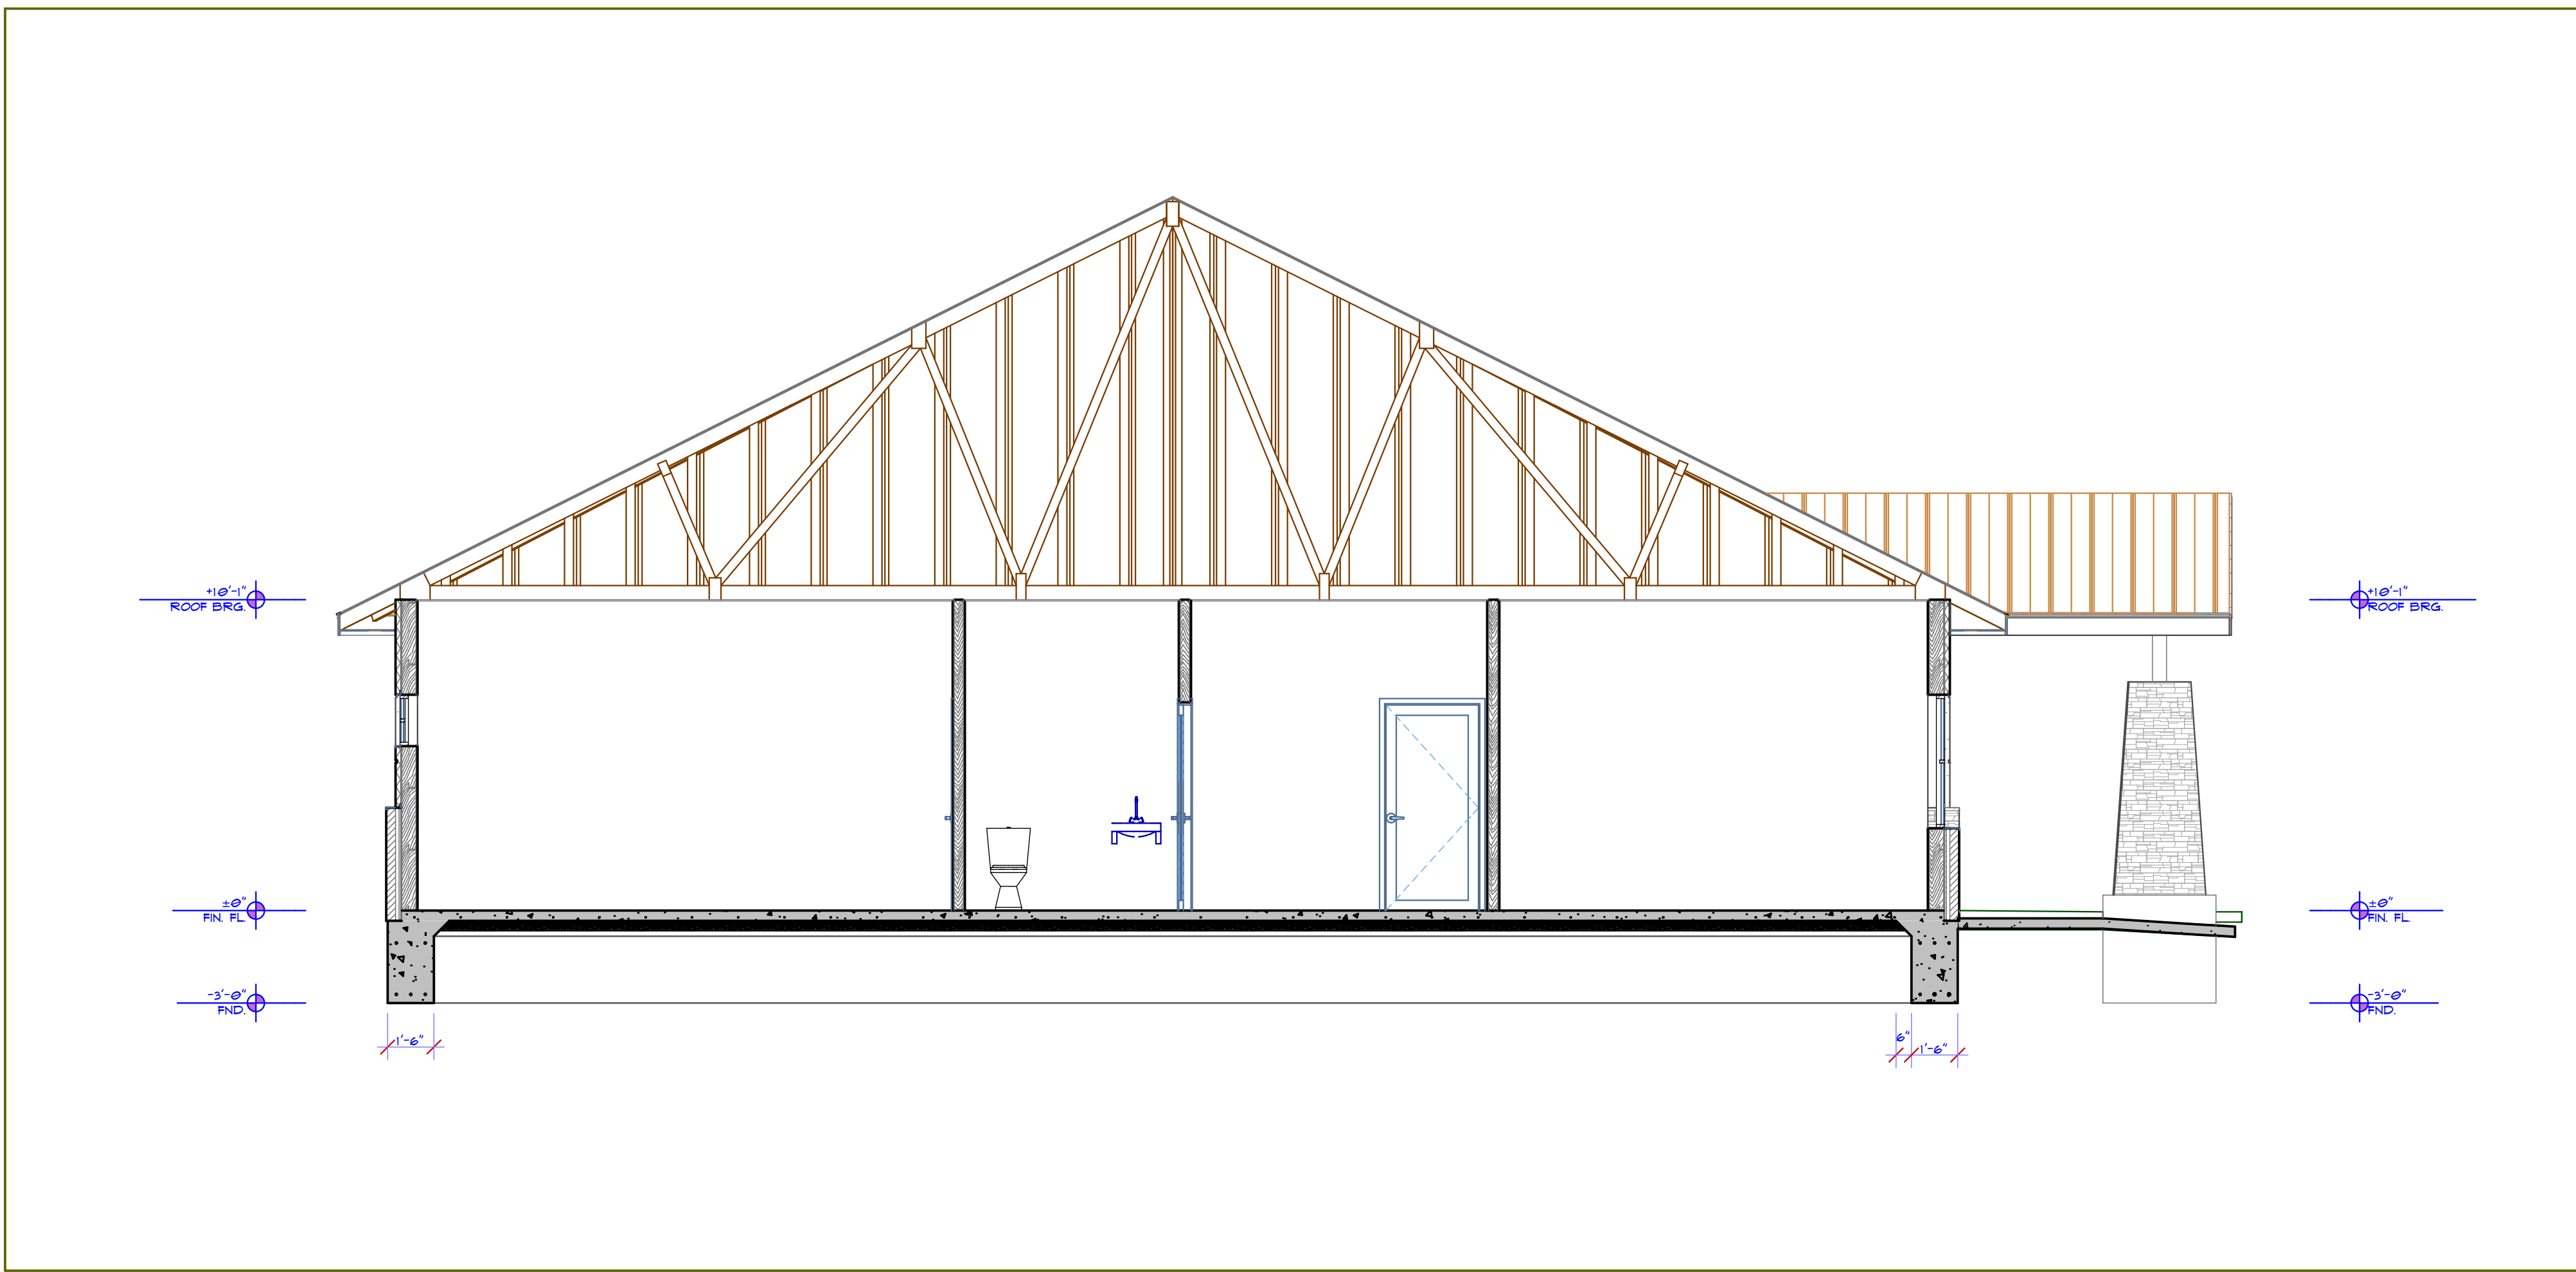 +10'-1"
ROOF BRG.
+10'-1"
ROOF BRG.
±0"
FIN. FL.
±0"
FIN. FL.
-3'-0"
FND.
-3'-0"
FND.
1'-6"
6"
1'-6"